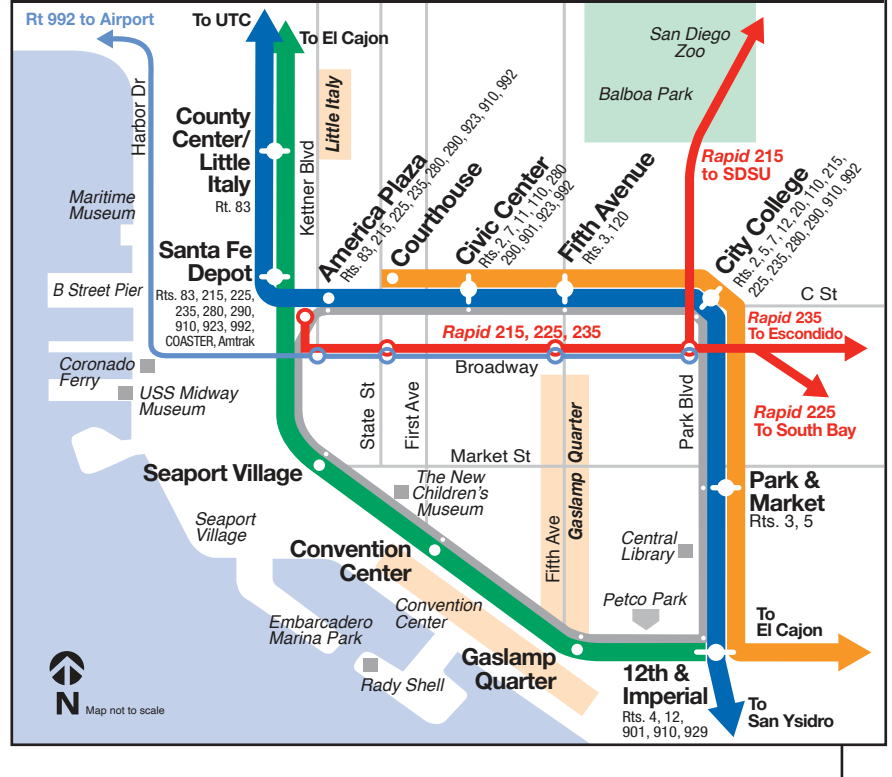 Rt 992 to Airport
To UTC
To El Cajon
San Diego
Zoo
Balboa Park
Harbor Dr
County
Center/
Little
Italy
Rt. 83
Little Italy
Kettner Blvd
America Plaza
Rts. 83, 215, 225, 235, 280, 290, 923, 910, 992
Courthouse
Civic Center
Rts. 2, 7, 11, 110, 280
290, 901, 923, 992
Fifth Avenue
Rts. 3, 120
Rapid 215
to SDSU
City College
Rts. 2, 5, 7, 12, 20, 110, 215,
225, 235, 280, 290, 910, 992
Maritime
Museum
Santa Fe
Depot
Rts. 83, 215, 225,
235, 280, 290,
910, 923, 992,
COASTER, Amtrak
B Street Pier
C St
Rapid 215, 225, 235
Rapid 235
To Escondido
Broadway
Coronado
Ferry
USS Midway
Museum
State St
First Ave
Park Blvd
Rapid 225
To South Bay
Market St
Gaslamp Quarter
Fifth Ave
Seaport Village
The New
Children's
Museum
Park &
Market
Rts. 3, 5
Seaport
Village
Central
Library
Convention
Center
Convention
Center
Petco Park
To
El Cajon
Embarcadero
Marina Park
Gaslamp
Quarter
12th &
Imperial
Rts. 4, 12,
901, 910, 929
Rady Shell
To
San Ysidro
N
Map not to scale